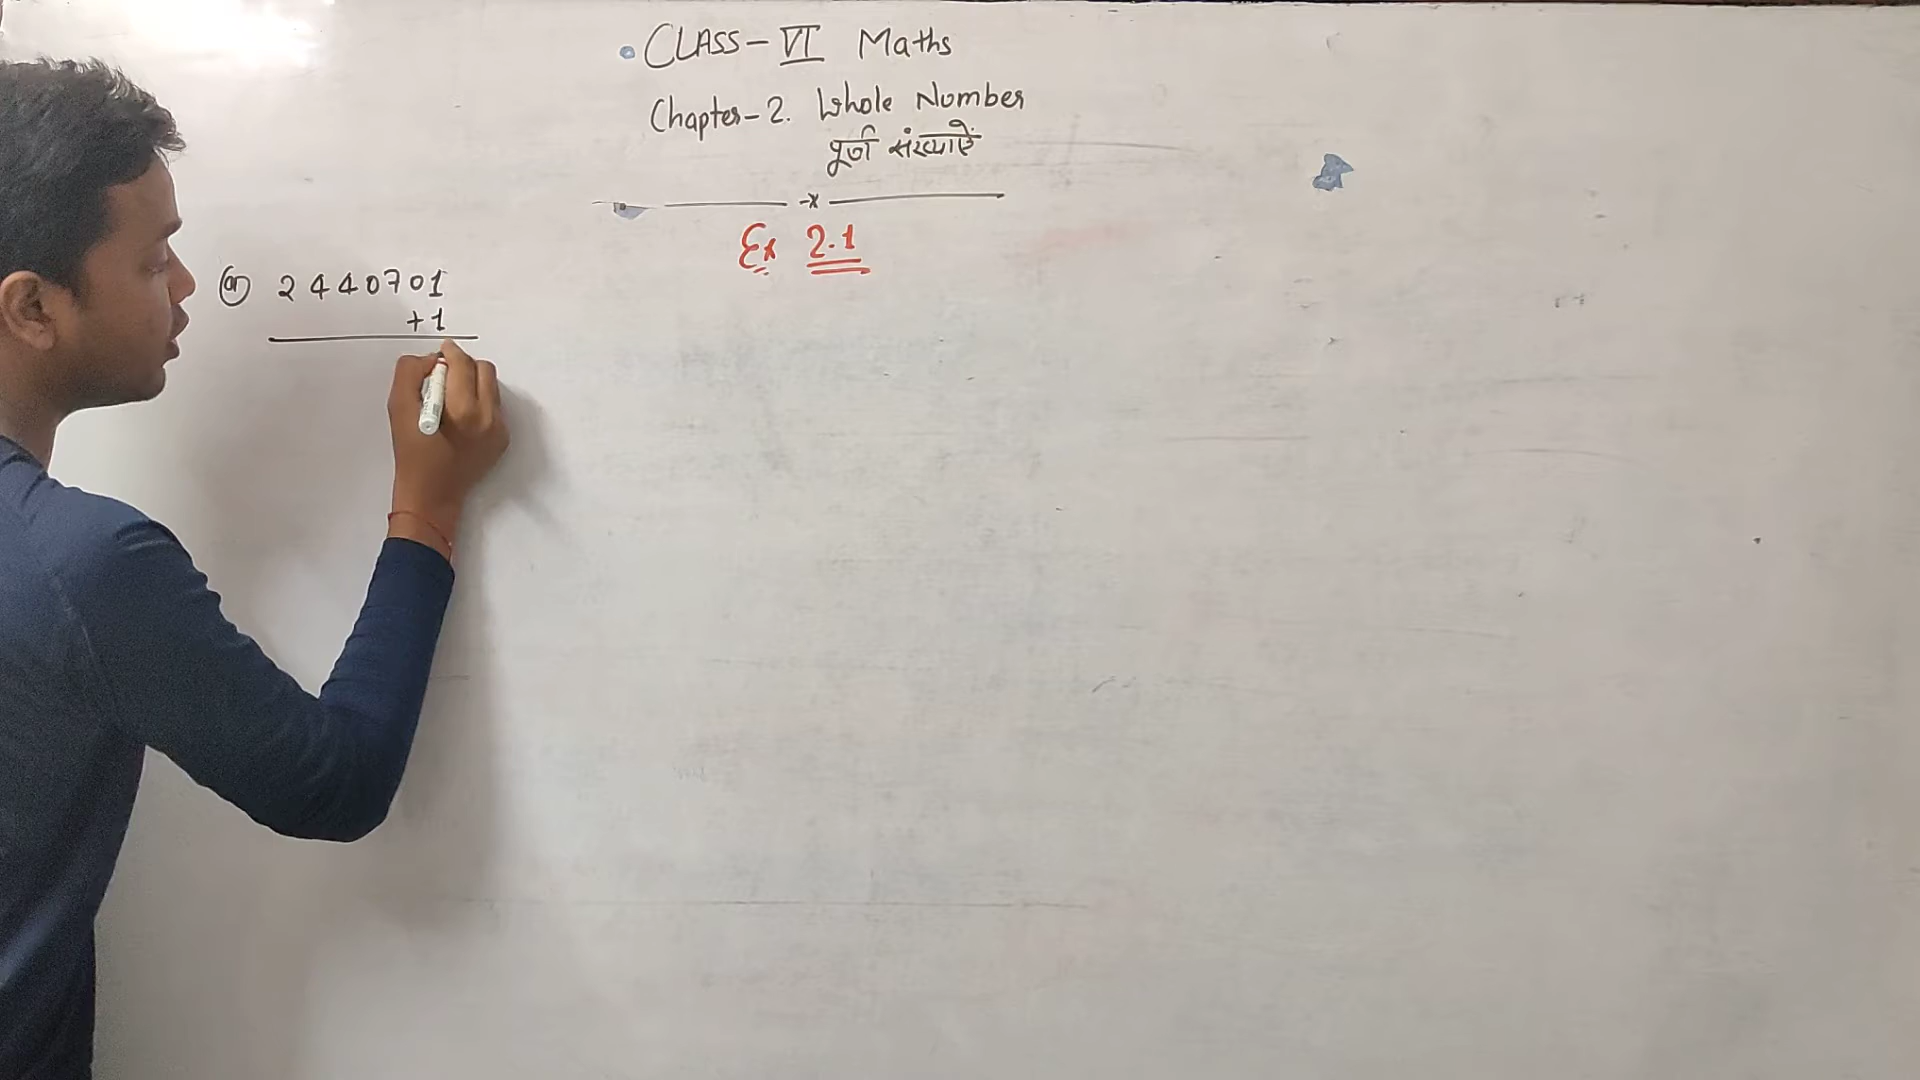 CLASS-VI Maths
Chapter-2. Whole Number
पूर्ण संख्याएँ
Ex 2.1
(a) 2440701
+1